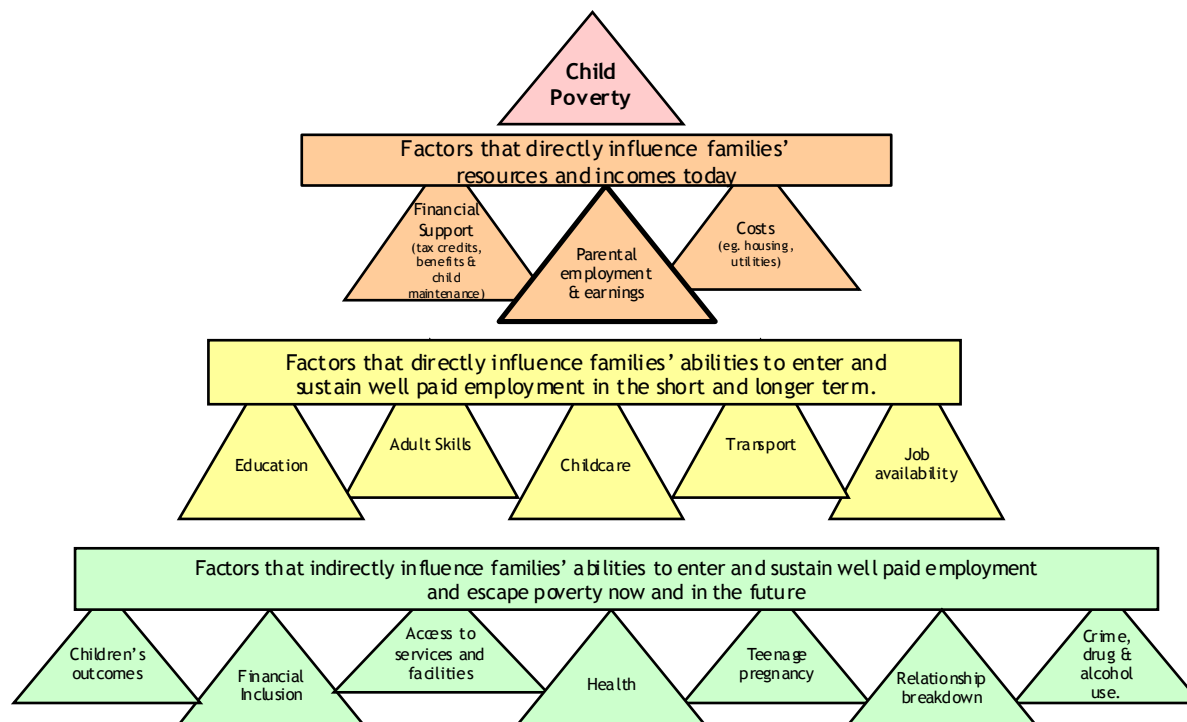 Child
Poverty
Factors that directly influence families’
resources and incomes today
Financial
Support
(tax credits,
benefits &
child
maintenance)
Parental
employment
& earnings
Costs
(eg. housing,
utilities)
Factors that directly influence families’ abilities to enter and
sustain well paid employment in the short and longer term.
Education
Adult Skills
Childcare
Transport
Job
availability
Factors that indirectly influence families’ abilities to enter and sustain well paid employment
and escape poverty now and in the future
Children’s
outcomes
Financial
Inclusion
Access to
services and
facilities
Health
Teenage
pregnancy
Relationship
breakdown
Crime,
drug &
alcohol
use.